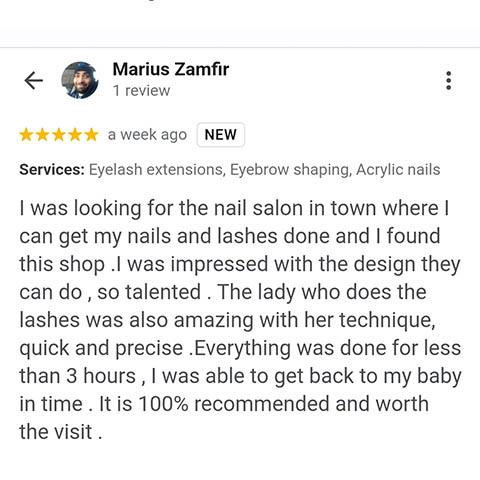 Marius Zamfir
1 review
a week ago NEW
Services: Eyelash extensions, Eyebrow shaping, Acrylic nails
I was looking for the nail salon in town where I
can get my nails and lashes done and I found
this shop .I was impressed with the design they
can do , so talented . The lady who does the
lashes was also amazing with her technique,
quick and precise .Everything was done for less
than 3 hours , I was able to get back to my baby
in time . It is 100% recommended and worth
the visit .